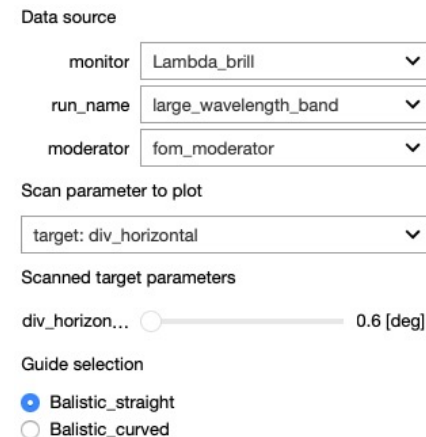 Data source
monitor Lambda_brill
run_name large_wavelength_band
moderator fom_moderator
Scan parameter to plot
target: div_horizontal
Scanned target parameters
div_horizon... 0.6 [deg]
Guide selection
Balistic_straight
Balistic_curved